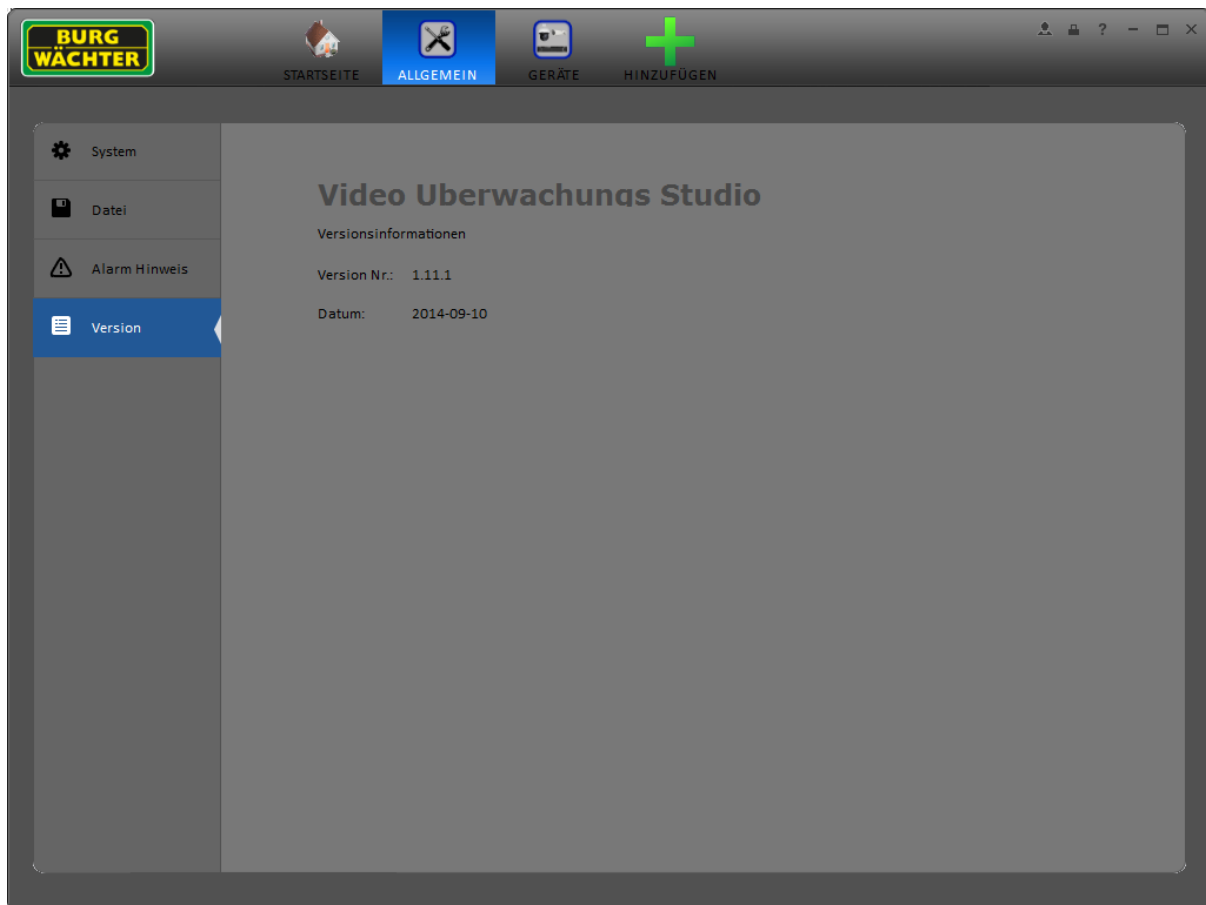 BURG
WÄCHTER
STARTSEITE
ALLGEMEIN
GERÄTE
HINZUFÜGEN
?
System
Datei
Alarm Hinweis
Version
Video Uberwachungs Studio
Versionsinformationen
Version Nr.: 1.11.1
Datum: 2014-09-10